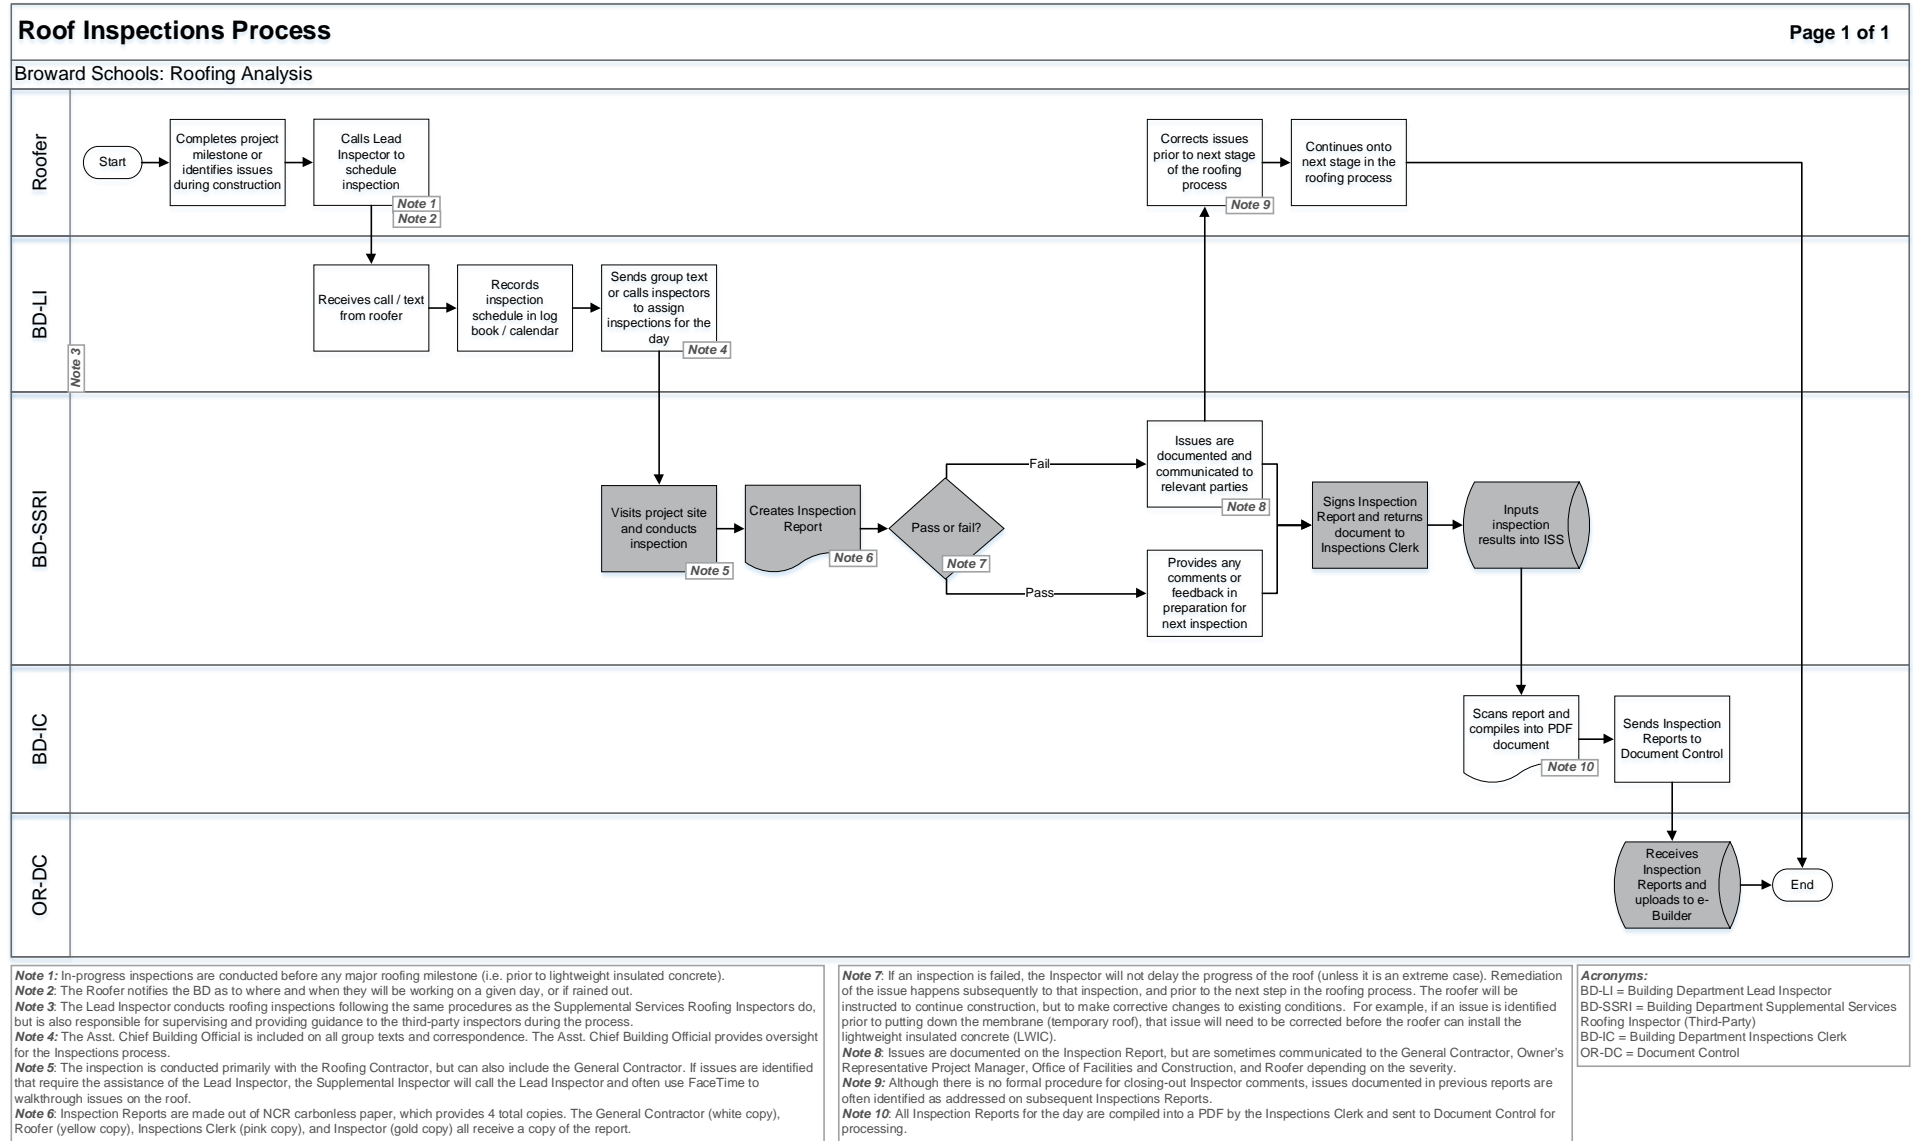 Roof Inspections Process
Page 1 of 1
Broward Schools: Roofing Analysis
Roofer
Start
Completes project
milestone or
identifies issues
during construction
Calls Lead
Inspector to
schedule
inspection
Note 1
Note 2
Corrects issues
prior to next stage
of the roofing
process
Note 9
Continues onto
next stage in the
roofing process
BD-LI
Note 3
Receives call / text
from roofer
Records
inspection
schedule in log
book / calendar
Sends group text
or calls inspectors
to assign
inspections for the
day
Note 4
BD-SSRI
Visits project site
and conducts
inspection
Note 5
Creates Inspection
Report
Note 6
Pass or fail?
Note 7
Fail
Pass
Issues are
documented and
communicated to
relevant parties
Note 8
Provides any
comments or
feedback in
preparation for
next inspection
Signs Inspection
Report and returns
document to
Inspections Clerk
Inputs
inspection
results into ISS
BD-IC
Scans report and
compiles into PDF
document
Note 10
Sends Inspection
Reports to
Document Control
OR-DC
Receives
Inspection
Reports and
uploads to e-
Builder
End
Note 1: In-progress inspections are conducted before any major roofing milestone (i.e. prior to lightweight insulated concrete).
Note 2: The Roofer notifies the BD as to where and when they will be working on a given day, or if rained out.
Note 3: The Lead Inspector conducts roofing inspections following the same procedures as the Supplemental Services Roofing Inspectors do,
but is also responsible for supervising and providing guidance to the third-party inspectors during the process.
Note 4: The Asst. Chief Building Official is included on all group texts and correspondence. The Asst. Chief Building Official provides oversight
for the Inspections process.
Note 5: The inspection is conducted primarily with the Roofing Contractor, but can also include the General Contractor. If issues are identified
that require the assistance of the Lead Inspector, the Supplemental Inspector will call the Lead Inspector and often use FaceTime to
walkthrough issues on the roof.
Note 6: Inspection Reports are made out of NCR carbonless paper, which provides 4 total copies. The General Contractor (white copy),
Roofer (yellow copy), Inspections Clerk (pink copy), and Inspector (gold copy) all receive a copy of the report.
Note 7: If an inspection is failed, the Inspector will not delay the progress of the roof (unless it is an extreme case). Remediation
of the issue happens subsequently to that inspection, and prior to the next step in the roofing process. The roofer will be
instructed to continue construction, but to make corrective changes to existing conditions. For example, if an issue is identified
prior to putting down the membrane (temporary roof), that issue will need to be corrected before the roofer can install the
lightweight insulated concrete (LWIC).
Note 8: Issues are documented on the Inspection Report, but are sometimes communicated to the General Contractor, Owner's
Representative Project Manager, Office of Facilities and Construction, and Roofer depending on the severity.
Note 9: Although there is no formal procedure for closing-out Inspector comments, issues documented in previous reports are
often identified as addressed on subsequent Inspections Reports.
Note 10: All Inspection Reports for the day are compiled into a PDF by the Inspections Clerk and sent to Document Control for
processing.
Acronyms:
BD-LI = Building Department Lead Inspector
BD-SSRI = Building Department Supplemental Services
Roofing Inspector (Third-Party)
BD-IC = Building Department Inspections Clerk
OR-DC = Document Control